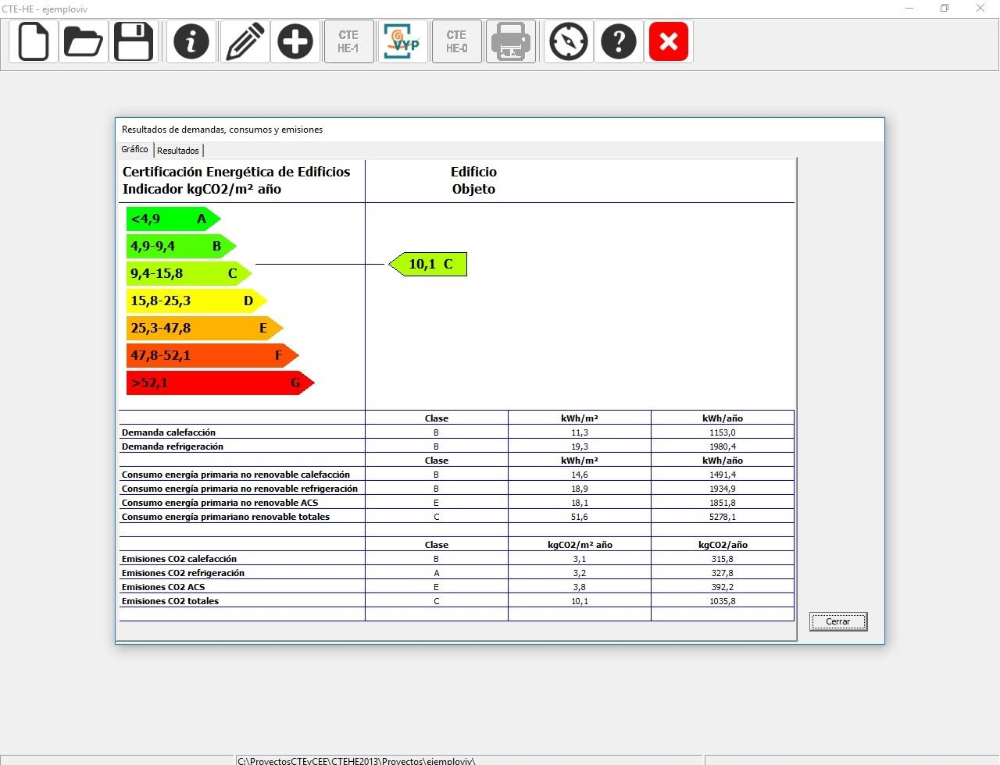 CTE-HE - ejemploviv
CTE
HE-1
VYP
CTE
HE-0
Resultados de demandas, consumos y emisiones
Gráfico Resultados
Certificación Energética de Edificios
Indicador kgCO2/m² año
Edificio
Objeto
<4,9 A
4,9-9,4 B
9,4-15,8 C
10,1 C
15,8-25,3 D
25,3-47,8 E
47,8-52,1 F
>52,1 G
Clase kWh/m² kWh/año
Demanda calefacción B 11,3 1153,0
Demanda refrigeración B 19,3 1980,4
Clase kWh/m² kWh/año
Consumo energía primaria no renovable calefacción B 14,6 1491,4
Consumo energía primaria no renovable refrigeración B 18,9 1934,9
Consumo energía primaria no renovable ACS E 18,1 1851,8
Consumo energía primariano renovable totales C 51,6 5278,1
Clase kgCO2/m² año kgCO2/año
Emisiones CO2 calefacción B 3,1 315,8
Emisiones CO2 refrigeración A 3,2 327,8
Emisiones CO2 ACS E 3,8 392,2
Emisiones CO2 totales C 10,1 1035,8
Cerrar
C:\ProyectosCTEyCEE\CTEHE2013\Proyectos\ejemploviv\